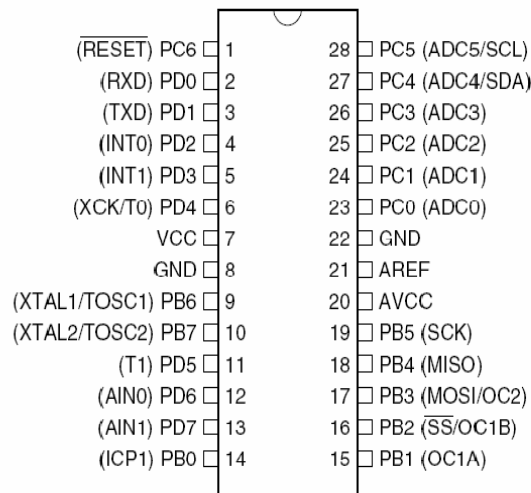 (RESET) PC6 1 28 PC5 (ADC5/SCL)
(RXD) PD0 2 27 PC4 (ADC4/SDA)
(TXD) PD1 3 26 PC3 (ADC3)
(INT0) PD2 4 25 PC2 (ADC2)
(INT1) PD3 5 24 PC1 (ADC1)
(XCK/T0) PD4 6 23 PC0 (ADC0)
VCC 7 22 GND
GND 8 21 AREF
(XTAL1/TOSC1) PB6 9 20 AVCC
(XTAL2/TOSC2) PB7 10 19 PB5 (SCK)
(T1) PD5 11 18 PB4 (MISO)
(AIN0) PD6 12 17 PB3 (MOSI/OC2)
(AIN1) PD7 13 16 PB2 (SS/OC1B)
(ICP1) PB0 14 15 PB1 (OC1A)